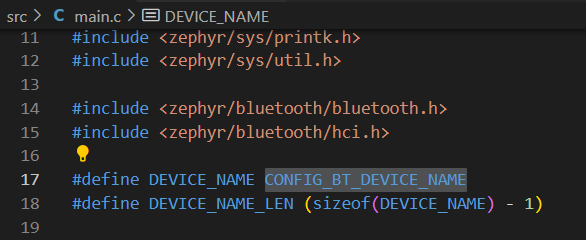 src > C main.c > DEVICE_NAME
11 #include <zephyr/sys/printk.h>
12 #include <zephyr/sys/util.h>
13
14 #include <zephyr/bluetooth/bluetooth.h>
15 #include <zephyr/bluetooth/hci.h>
16
17 #define DEVICE_NAME CONFIG_BT_DEVICE_NAME
18 #define DEVICE_NAME_LEN (sizeof(DEVICE_NAME) - 1)
19